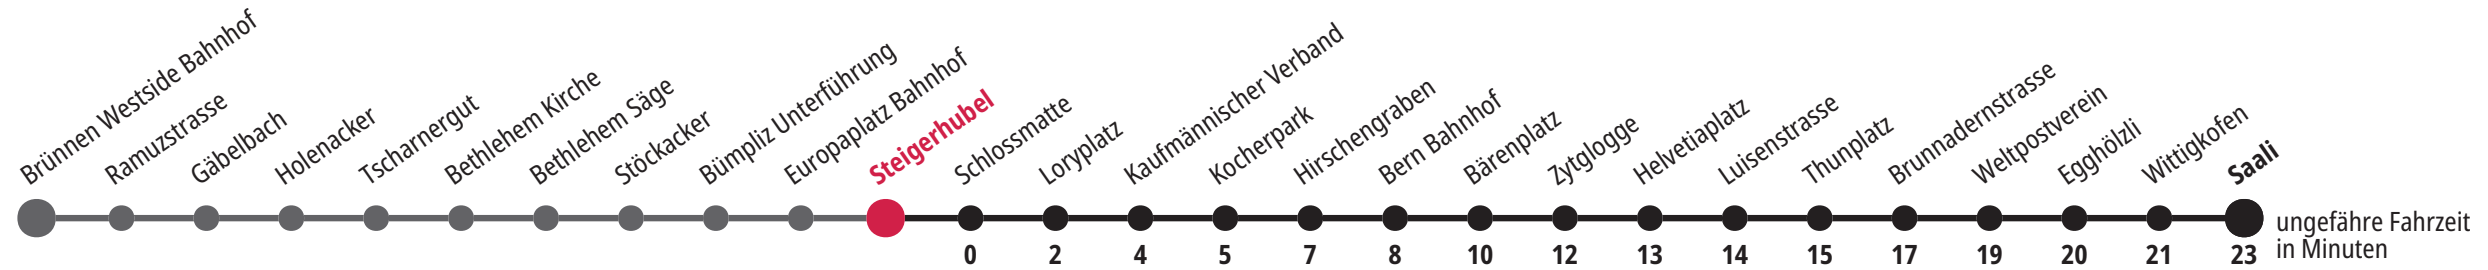 Brünnen Westside Bahnhof
Ramuzstrasse
Gäbelbach
Holenacker
Tscharnergut
Bethlehem Kirche
Bethlehem Säge
Stöckacker
Bümpliz Unterführung
Europaplatz Bahnhof
Steigerhubel
Schlossmatte
Loryplatz
Kaufmännischer Verband
Kocherpark
Hirschengraben
Bern Bahnhof
Bärenplatz
Zytglogge
Helvetiaplatz
Luisenstrasse
Thunplatz
Brunnadernstrasse
Weltpostverein
Egghölzli
Wittigkofen
Saali
0 2 4 5 7 8 10 12 13 14 15 17 19 20 21 23
ungefähre Fahrzeit
in Minuten